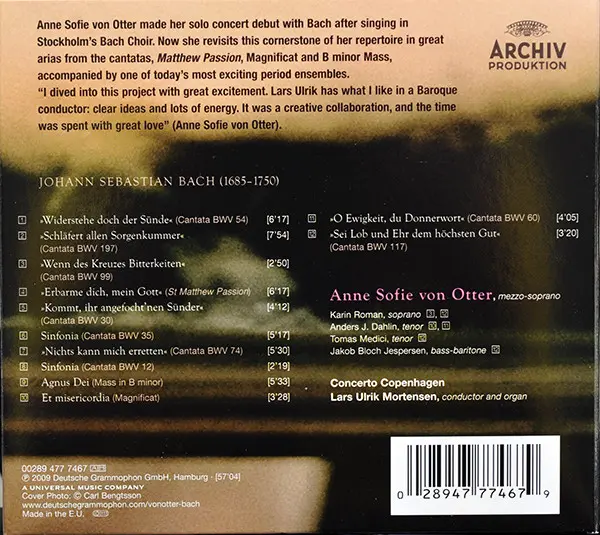 Anne Sofie von Otter made her solo concert debut with Bach after singing in
Stockholm's Bach Choir. Now she revisits this cornerstone of her repertoire in great
arias from the cantatas, Matthew Passion, Magnificat and B minor Mass,
accompanied by one of today's most exciting period ensembles.
"I dived into this project with great excitement. Lars Ulrik has what I like in a Baroque
conductor: clear ideas and lots of energy. It was a creative collaboration, and the time
was spent with great love" (Anne Sofie von Otter).
ARCHIV
PRODUKTION
JOHANN SEBASTIAN BACH (1685–1750)
1 »Widerstehe doch der Sünde« (Cantata BWV 54) [6'17]
2 »Schläfert allen Sorgenkummer« [7'54]
(Cantata BWV 197)
3 »Wenn des Kreuzes Bitterkeiten« [2'50]
(Cantata BWV 99)
4 »Erbarme dich, mein Gott« (St Matthew Passion) [6'17]
5 »Kommt, ihr angefocht'nen Sünder« [4'12]
(Cantata BWV 30)
6 Sinfonia (Cantata BWV 35) [5'17]
7 »Nichts kann mich erretten« (Cantata BWV 74) [5'30]
8 Sinfonia (Cantata BWV 12) [2'19]
9 Agnus Dei (Mass in B minor) [5'33]
10 Et misericordia (Magnificat) [3'28]
11 »O Ewigkeit, du Donnerwort« (Cantata BWV 60) [4'05]
12 »Sei Lob und Ehr dem höchsten Gut« [3'20]
(Cantata BWV 117)
Anne Sofie von Otter, mezzo-soprano
Karin Roman, soprano 3, 12
Anders J. Dahlin, tenor 10, 11
Tomas Medici, tenor 12
Jakob Bloch Jespersen, bass-baritone 12
Concerto Copenhagen
Lars Ulrik Mortensen, conductor and organ
00289 477 7467
℗ 2009 Deutsche Grammophon GmbH, Hamburg · [57'04]
A UNIVERSAL MUSIC COMPANY
Cover Photo: © Carl Bengtsson
www.deutschegrammophon.com/vonotter-bach
Made in the E.U.
0 28947 77467 9